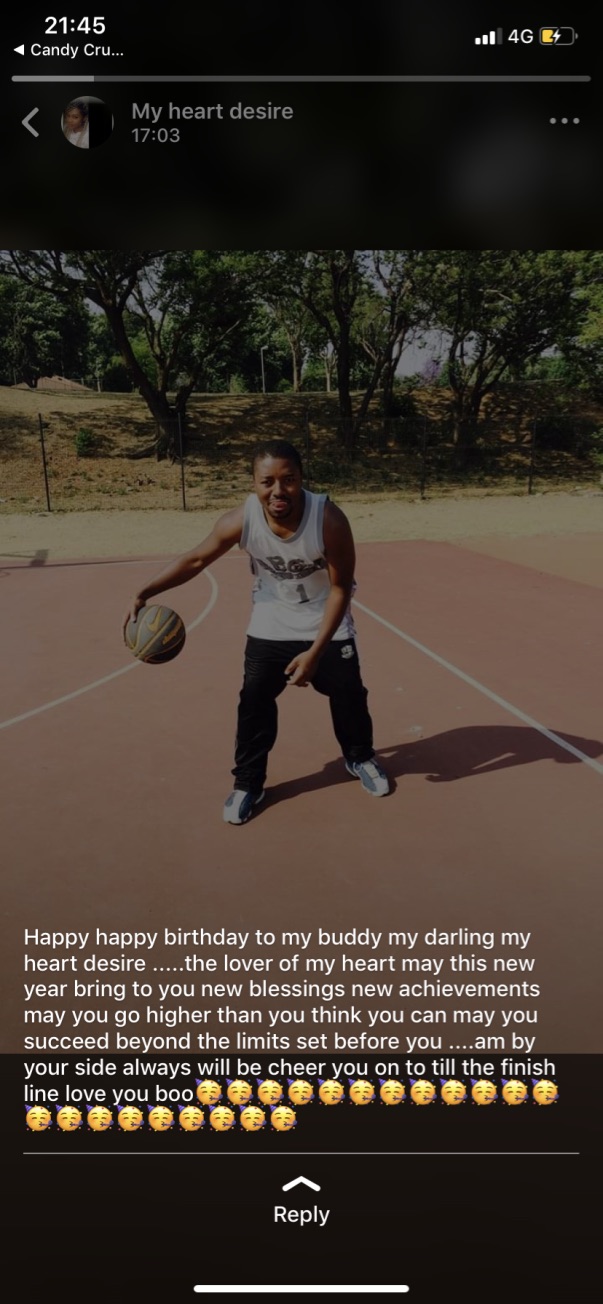 21:45
4G
◀ Candy Cru...
My heart desire
17:03
1
Happy happy birthday to my buddy my darling my
heart desire .....the lover of my heart may this new
year bring to you new blessings new achievements
may you go higher than you think you can may you
succeed beyond the limits set before you ....am by
your side always will be cheer you on to till the finish
line love you boo🥳🥳🥳🥳🥳🥳🥳🥳🥳🥳🥳🥳
🥳🥳🥳🥳🥳🥳🥳🥳🥳
Reply